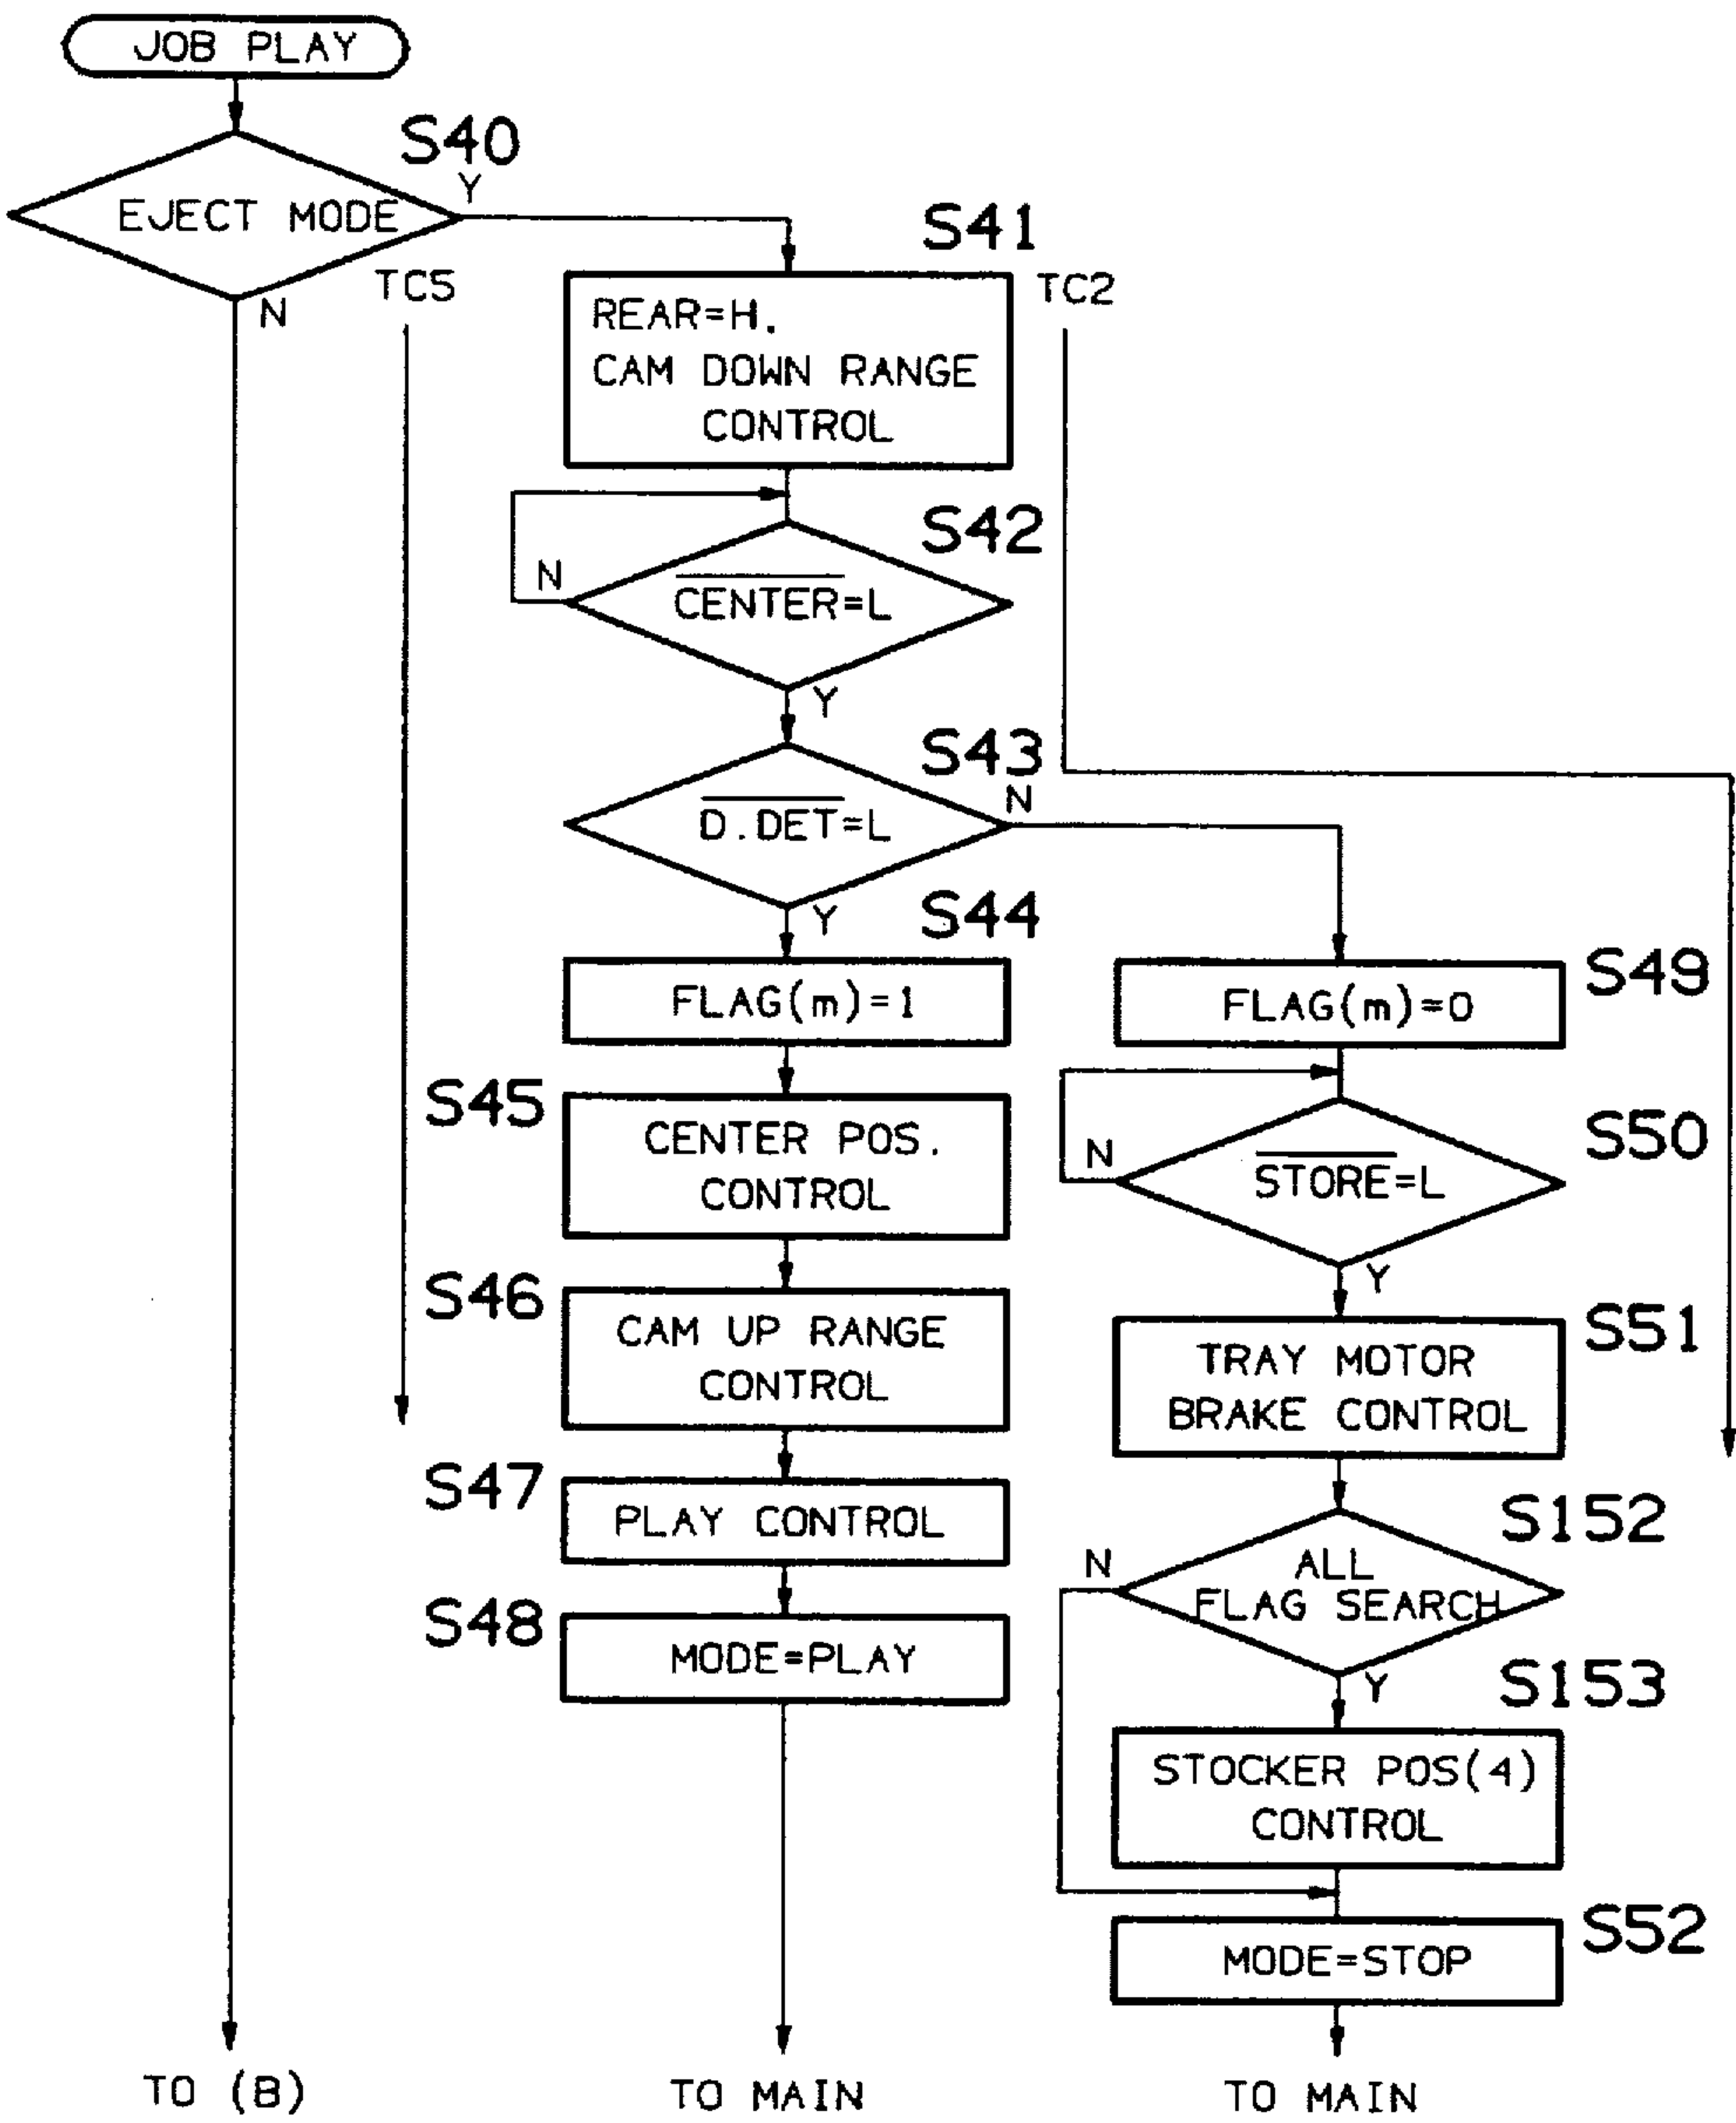 JOB PLAY
S40
Y
EJECT MODE
TC5
N
S41
TC2
REAR=H.
CAM DOWN RANGE
CONTROL
S42
N
CENTER=L
Y
S43
N
D.DET=L
Y
S44
FLAG(m)=1
S49
FLAG(m)=0
S45
CENTER POS.
CONTROL
S50
N
STORE=L
Y
S46
CAM UP RANGE
CONTROL
S51
TRAY MOTOR
BRAKE CONTROL
S47
PLAY CONTROL
S152
N
ALL
FLAG SEARCH
Y
S48
MODE=PLAY
S153
STOCKER POS(4)
CONTROL
S52
MODE=STOP
TO (B)
TO MAIN
TO MAIN